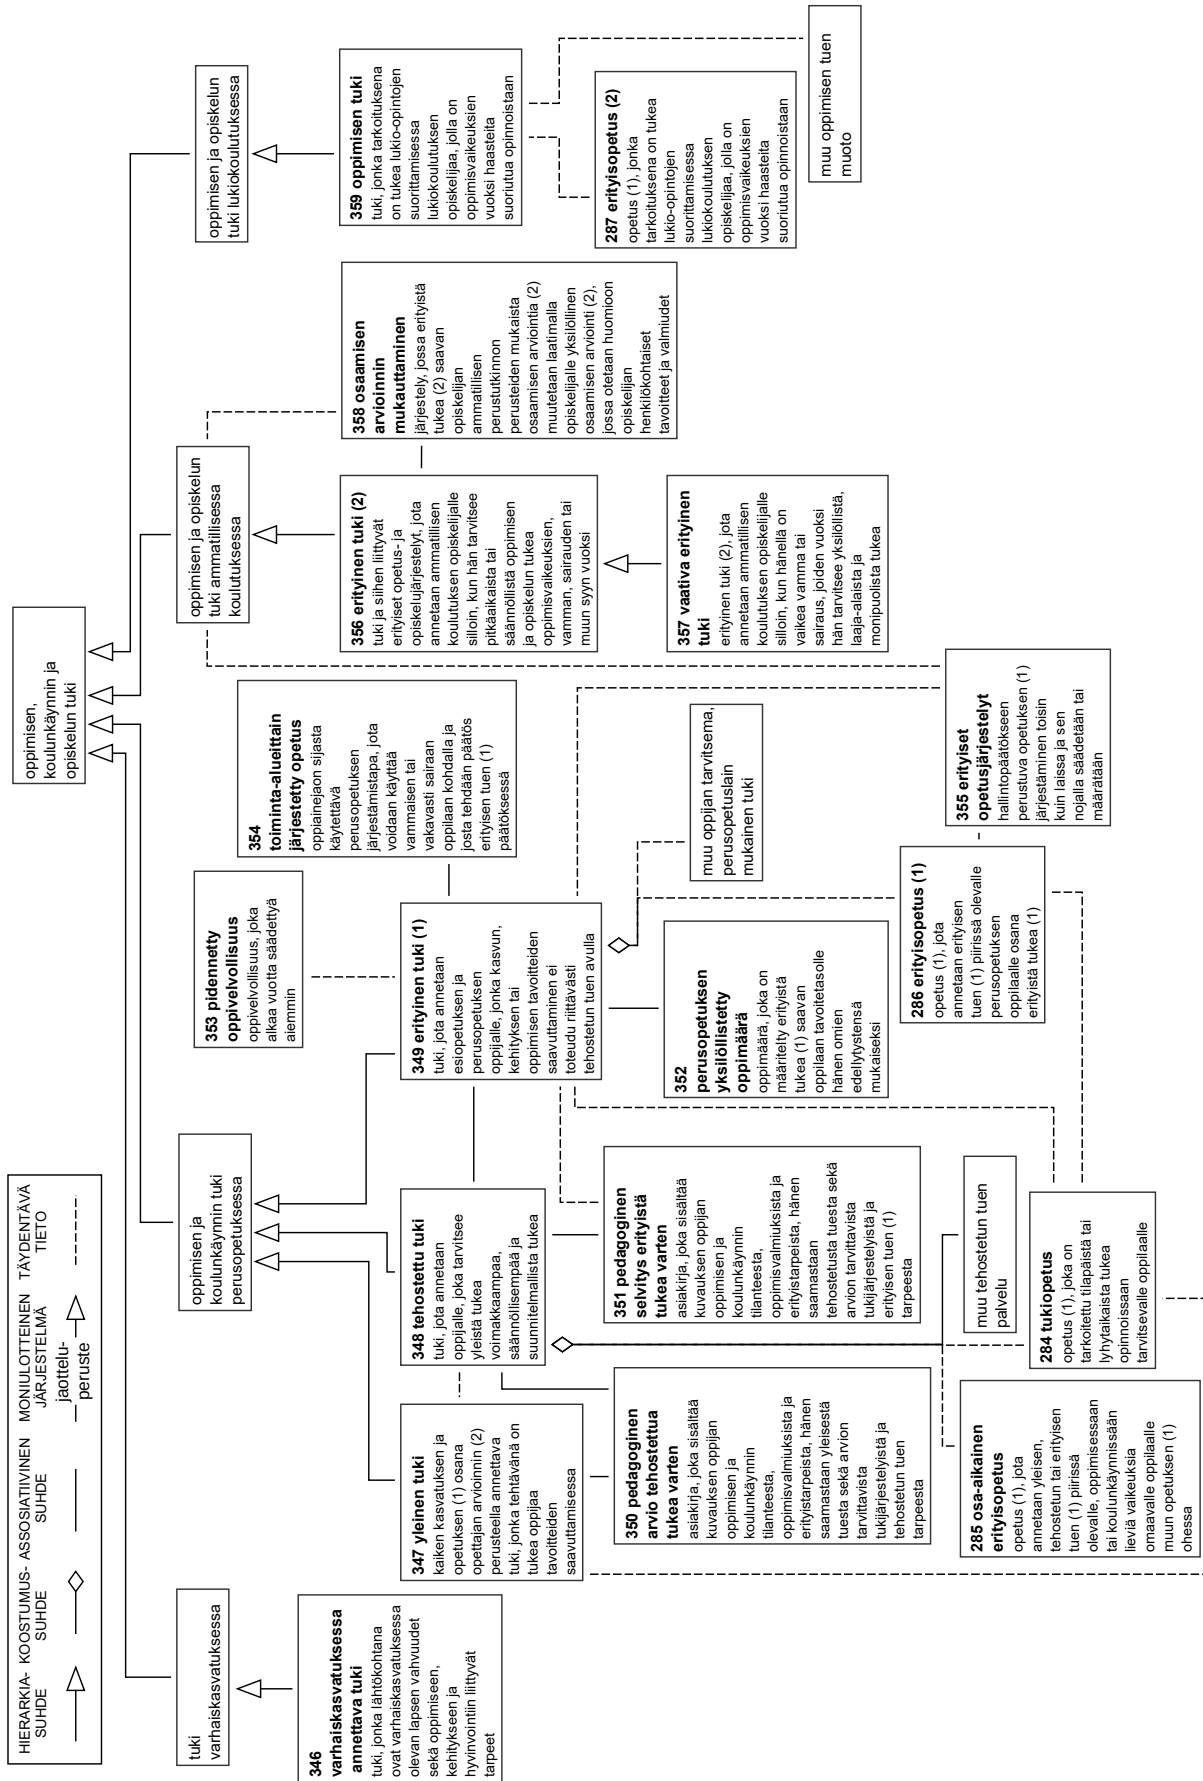 HIERARKIA-
SUHDE
KOOSTUMUS-
SUHDE
ASSOSIATIIVINEN
SUHDE
MONIULOTTEINEN
JÄRJESTELMÄ
jaottelu-
peruste
TÄYDENTÄVÄ
TIETO
oppimisen,
koulunkäynnin ja
opiskelun tuki
tuki
varhaiskasvatuksessa
oppimisen ja
koulunkäynnin tuki
perusopetuksessa
oppimisen ja opiskelun
tuki ammatillisessa
koulutuksessa
oppimisen ja opiskelun
tuki lukiokoulutuksessa
346
varhaiskasvatuksessa
annettava tuki
tuki, jonka lähtökohtana
ovat varhaiskasvatuksessa
olevan lapsen vahvuudet
sekä oppimiseen,
kehitykseen ja
hyvinvointiin liittyvät
tarpeet
347 yleinen tuki
kaiken kasvatuksen ja
opetuksen (1) osana
opettajan arvioinnin (2)
perusteella annettava
tuki, jonka tehtävänä on
tukea oppijaa
tavoitteiden
saavuttamisessa
348 tehostettu tuki
tuki, jota annetaan
oppijalle, joka tarvitsee
yleistä tukea
voimakkaampaa,
säännöllisempää ja
suunnitelmallista tukea
353 pidennetty
oppivelvollisuus
oppivelvollisuus, joka
alkaa vuotta säädettyä
aiemmin
354
toiminta-alueittain
järjestetty opetus
oppiainejaon sijasta
käytettävä
perusopetuksen
järjestämistapa, jota
voidaan käyttää
vammaisen tai
vakavasti sairaan
oppilaan kohdalla ja
josta tehdään päätös
erityisen tuen (1)
päätöksessä
349 erityinen tuki (1)
tuki, jota annetaan
esiopetuksen ja
perusopetuksen
oppijalle, jonka kasvun,
kehityksen tai
oppimisen tavoitteiden
saavuttaminen ei
toteudu riittävästi
tehostetun tuen avulla
356 erityinen tuki (2)
tuki ja siihen liittyvät
erityiset opetus- ja
opiskelujärjestelyt, jota
annetaan ammatillisen
koulutuksen opiskelijalle
silloin, kun hän tarvitsee
pitkäaikaista tai
säännöllistä oppimisen
ja opiskelun tukea
oppimisvaikeuksien,
vamman, sairauden tai
muun syyn vuoksi
358 osaamisen
arvioinnin
mukauttaminen
järjestely, jossa erityistä
tukea (2) saavan
opiskelijan
ammatillisen
perustutkinnon
perusteiden mukaista
osaamisen arviointia (2)
muutetaan laatimalla
opiskelijalle yksilöllinen
osaamisen arviointi (2),
jossa otetaan huomioon
opiskelijan
henkilökohtaiset
tavoitteet ja valmiudet
359 oppimisen tuki
tuki, jonka tarkoituksena
on tukea lukio-opintojen
suorittamisessa
lukiokoulutuksen
opiskelijaa, jolla on
oppimisvaikeuksien
vuoksi haasteita
suoriutua opinnoistaan
350 pedagoginen
arvio tehostettua
tukea varten
asiakirja, joka sisältää
kuvauksen oppijan
oppimisen ja
koulunkäynnin
tilanteesta,
oppimisvalmiuksista ja
erityistarpeista, hänen
saamastaan yleisestä
tuesta sekä arvion
tarvittavista
tukijärjestelyistä ja
tehostetun tuen
tarpeesta
351 pedagoginen
selvitys erityistä
tukea varten
asiakirja, joka sisältää
kuvauksen oppijan
oppimisen ja
koulunkäynnin
tilanteesta,
oppimisvalmiuksista ja
erityistarpeista, hänen
saamastaan
tehostetusta tuesta sekä
arvion tarvittavista
tukijärjestelyistä ja
erityisen tuen (1)
tarpeesta
352
perusopetuksen
yksilöllistetty
oppimäärä
oppimäärä, joka on
määritelty erityistä
tukea (1) saavan
oppilaan tavoitetasolle
hänen omien
edellytystensä
mukaiseksi
muu oppijan tarvitsema,
perusopetuslain
mukainen tuki
357 vaativa erityinen
tuki
erityinen tuki (2), jota
annetaan ammatillisen
koulutuksen opiskelijalle
silloin, kun hänellä on
vaikea vamma tai
sairaus, joiden vuoksi
hän tarvitsee yksilöllistä,
laaja-alaista ja
monipuolista tukea
287 erityisopetus (2)
opetus (1), jonka
tarkoituksena on tukea
lukio-opintojen
suorittamisessa
lukiokoulutuksen
opiskelijaa, jolla on
oppimisvaikeuksien
vuoksi haasteita
suoriutua opinnoistaan
muu oppimisen tuen
muoto
285 osa-aikainen
erityisopetus
opetus (1), jota
annetaan yleisen,
tehostetun tai erityisen
tuen (1) piirissä
olevalle, oppimisessaan
tai koulunkäynnissään
lieviä vaikeuksia
omaavalle oppilaalle
muun opetuksen (1)
ohessa
284 tukiopetus
opetus (1), joka on
tarkoitettu tilapäistä tai
lyhytaikaista tukea
opinnoissaan
tarvitsevalle oppilaalle
muu tehostetun tuen
palvelu
286 erityisopetus (1)
opetus (1), jota
annetaan erityisen
tuen (1) piirissä olevalle
perusopetuksen
oppilaalle osana
erityistä tukea (1)
355 erityiset
opetusjärjestelyt
hallintopäätökseen
perustuva opetuksen (1)
järjestäminen toisin
kuin laissa ja sen
nojalla säädetään tai
määrätään